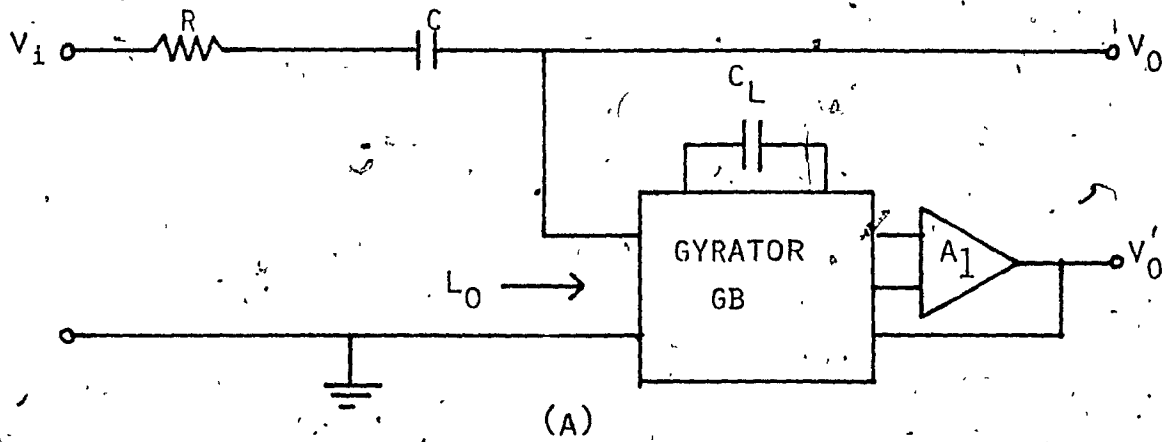 R
C
V_i
V_O
C_L
GYRATOR
GB
A_1
V'_O
L_O
(A)